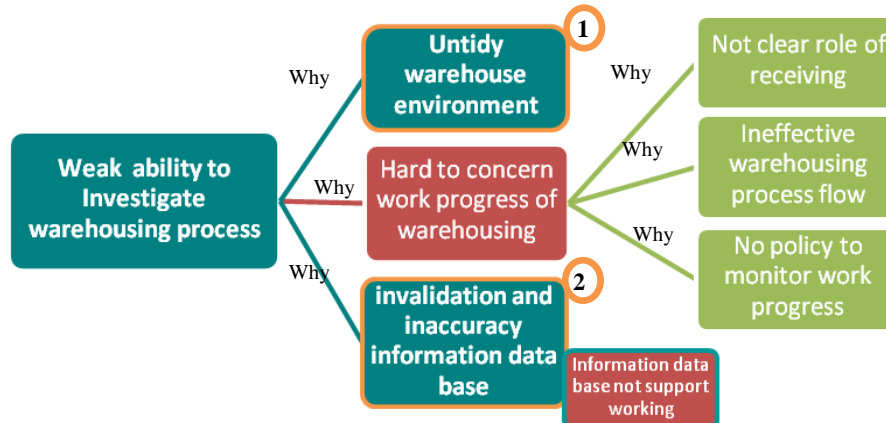 Weak ability to
Investigate
warehousing process
Why
Why
Why
1
Untidy
warehouse
environment
Hard to concern
work progress of
warehousing
2
invalidation and
inaccuracy
information data
base
Information data
base not support
working
Why
Why
Why
Not clear role of
receiving
Ineffective
warehousing
process flow
No policy to
monitor work
progress